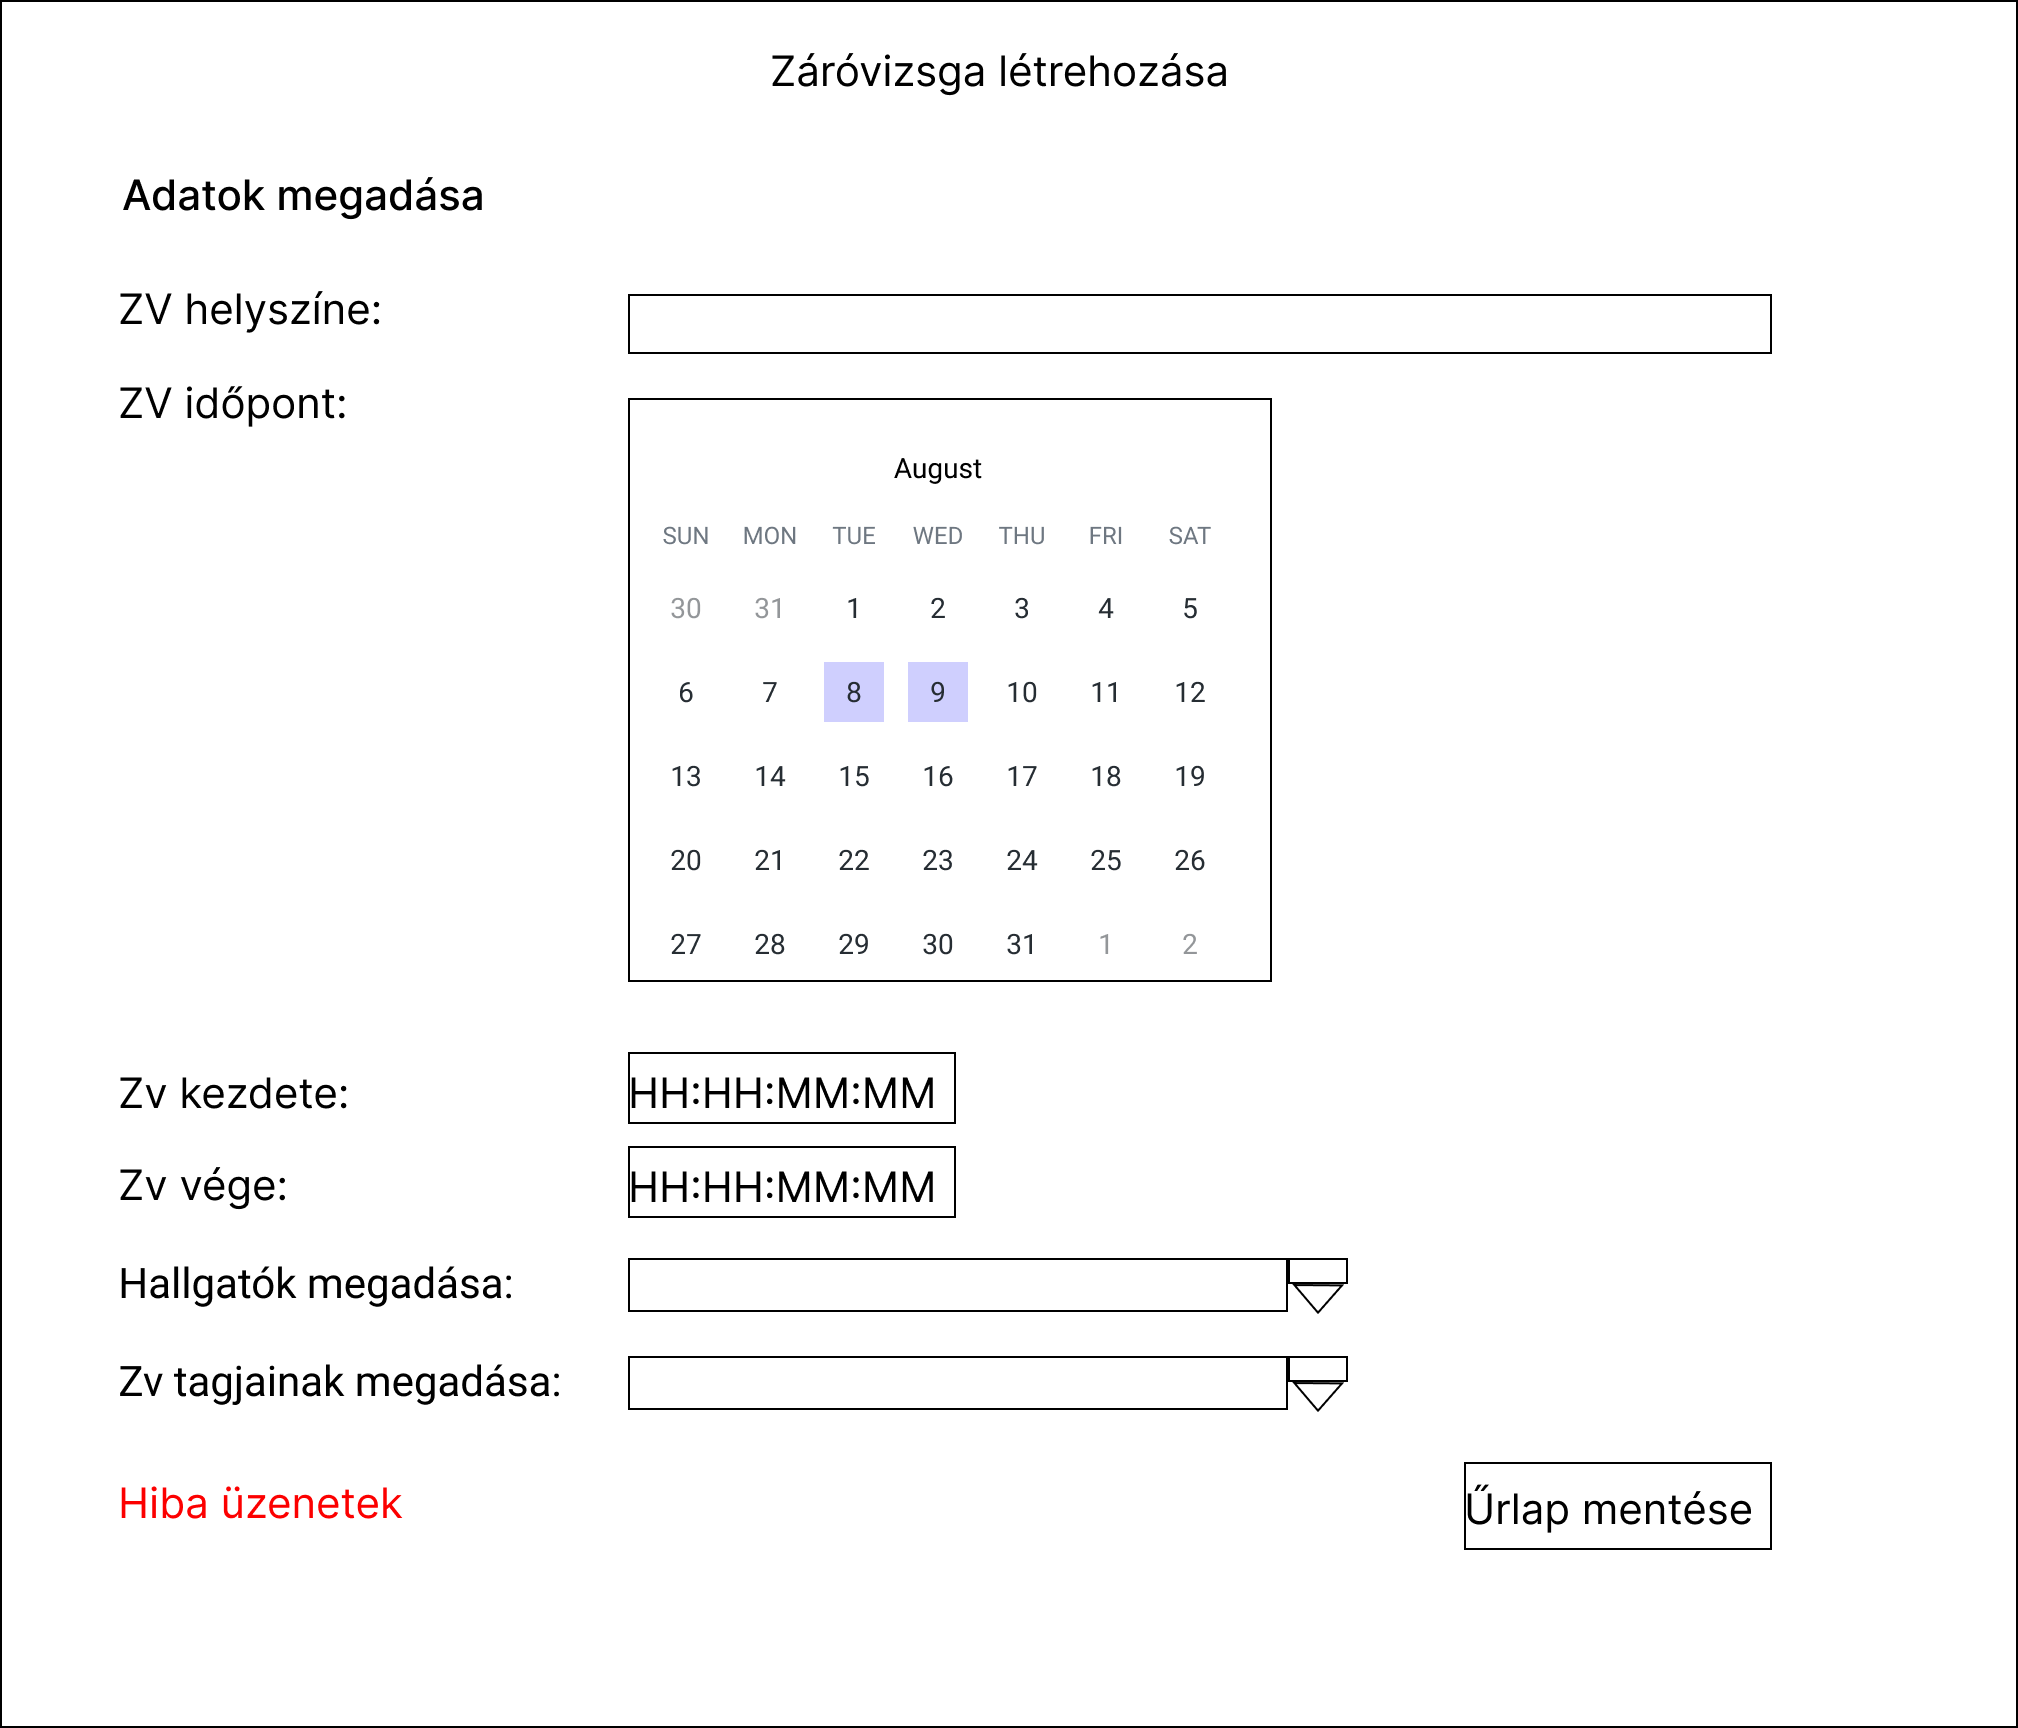 Záróvizsga létrehozása
Adatok megadása
ZV helyszíne:
ZV időpont:
August
SUN MON TUE WED THU FRI SAT
30 31 1 2 3 4 5
6 7 8 9 10 11 12
13 14 15 16 17 18 19
20 21 22 23 24 25 26
27 28 29 30 31 1 2
Zv kezdete: HH:HH:MM:MM
Zv vége: HH:HH:MM:MM
Hallgatók megadása:
Zv tagjainak megadása:
Hiba üzenetek
Űrlap mentése